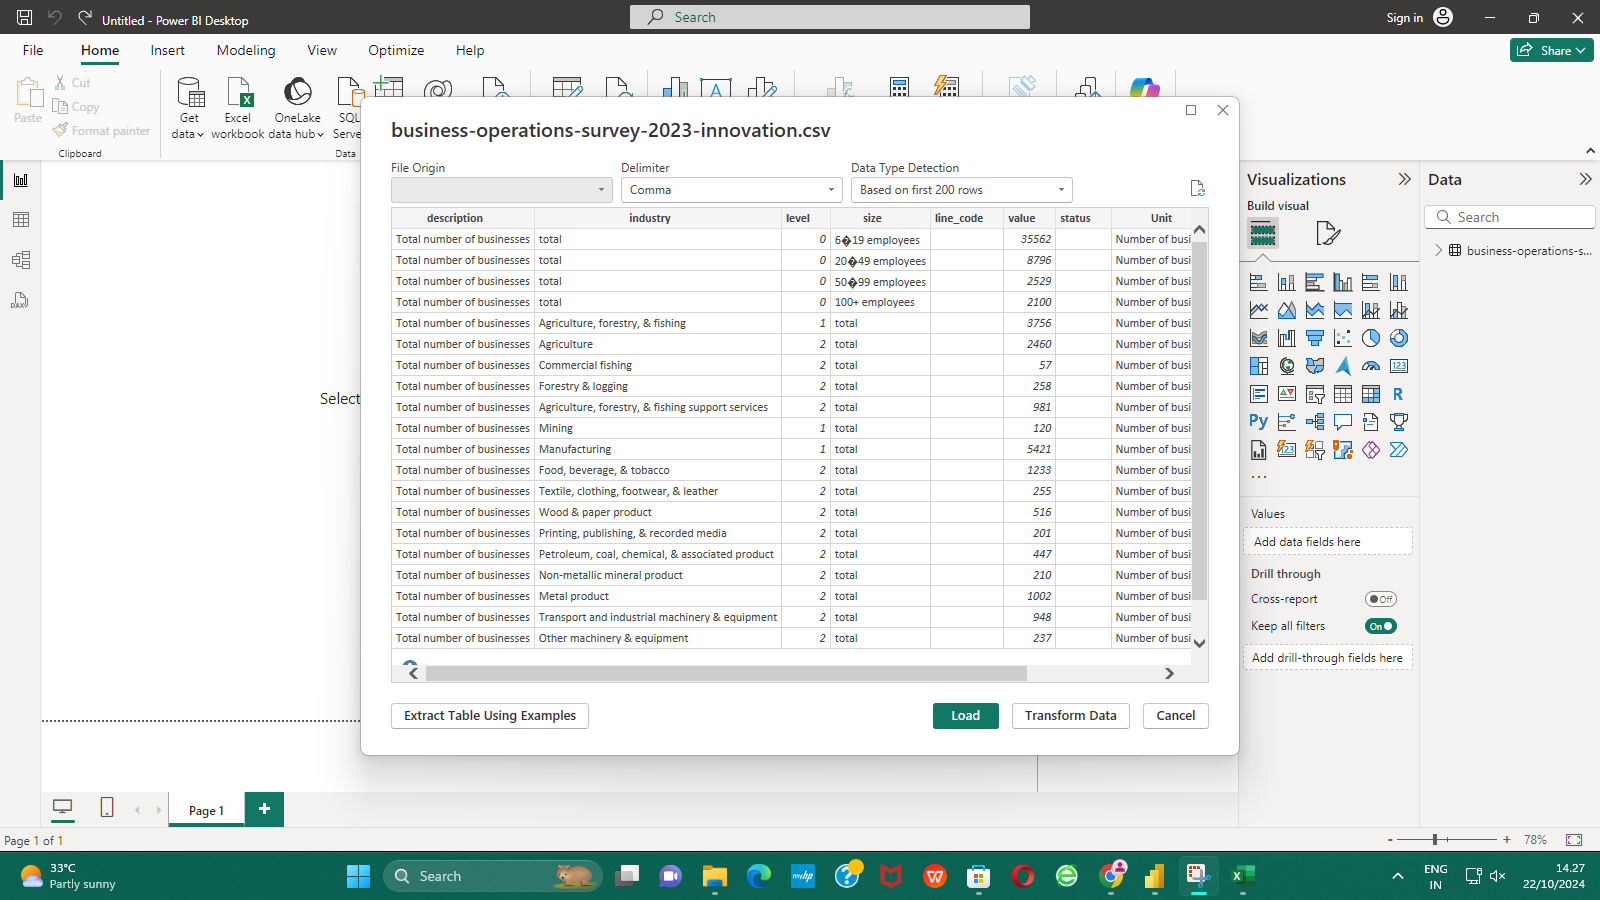 Untitled - Power BI Desktop
Search
Sign in
File Home Insert Modeling View Optimize Help
Share
Paste
Cut
Copy
Format painter
Clipboard
Get data
Excel workbook
OneLake data hub
SQL
Serve
Data
business-operations-survey-2023-innovation.csv
File Origin
Delimiter
Comma
Data Type Detection
Based on first 200 rows
description industry level size line_code value status Unit
Total number of businesses total 0 6�19 employees 35562 Number of busi
Total number of businesses total 0 20�49 employees 8796 Number of busi
Total number of businesses total 0 50�99 employees 2529 Number of busi
Total number of businesses total 0 100+ employees 2100 Number of busi
Total number of businesses Agriculture, forestry, & fishing 1 total 3756 Number of busi
Total number of businesses Agriculture 2 total 2460 Number of busi
Total number of businesses Commercial fishing 2 total 57 Number of busi
Total number of businesses Forestry & logging 2 total 258 Number of busi
Total number of businesses Agriculture, forestry, & fishing support services 2 total 981 Number of busi
Total number of businesses Mining 1 total 120 Number of busi
Total number of businesses Manufacturing 1 total 5421 Number of busi
Total number of businesses Food, beverage, & tobacco 2 total 1233 Number of busi
Total number of businesses Textile, clothing, footwear, & leather 2 total 255 Number of busi
Total number of businesses Wood & paper product 2 total 516 Number of busi
Total number of businesses Printing, publishing, & recorded media 2 total 201 Number of busi
Total number of businesses Petroleum, coal, chemical, & associated product 2 total 447 Number of busi
Total number of businesses Non-metallic mineral product 2 total 210 Number of busi
Total number of businesses Metal product 2 total 1002 Number of busi
Total number of businesses Transport and industrial machinery & equipment 2 total 948 Number of busi
Total number of businesses Other machinery & equipment 2 total 237 Number of busi
Extract Table Using Examples
Load
Transform Data
Cancel
Select
Visualizations
Build visual
123
R
Py
...
Values
Add data fields here
Drill through
Cross-report
Off
Keep all filters
On
Add drill-through fields here
Data
Search
business-operations-s...
Page 1
+
Page 1 of 1
- + 78%
33°C
Partly sunny
Search
ENG
IN
14.27
22/10/2024